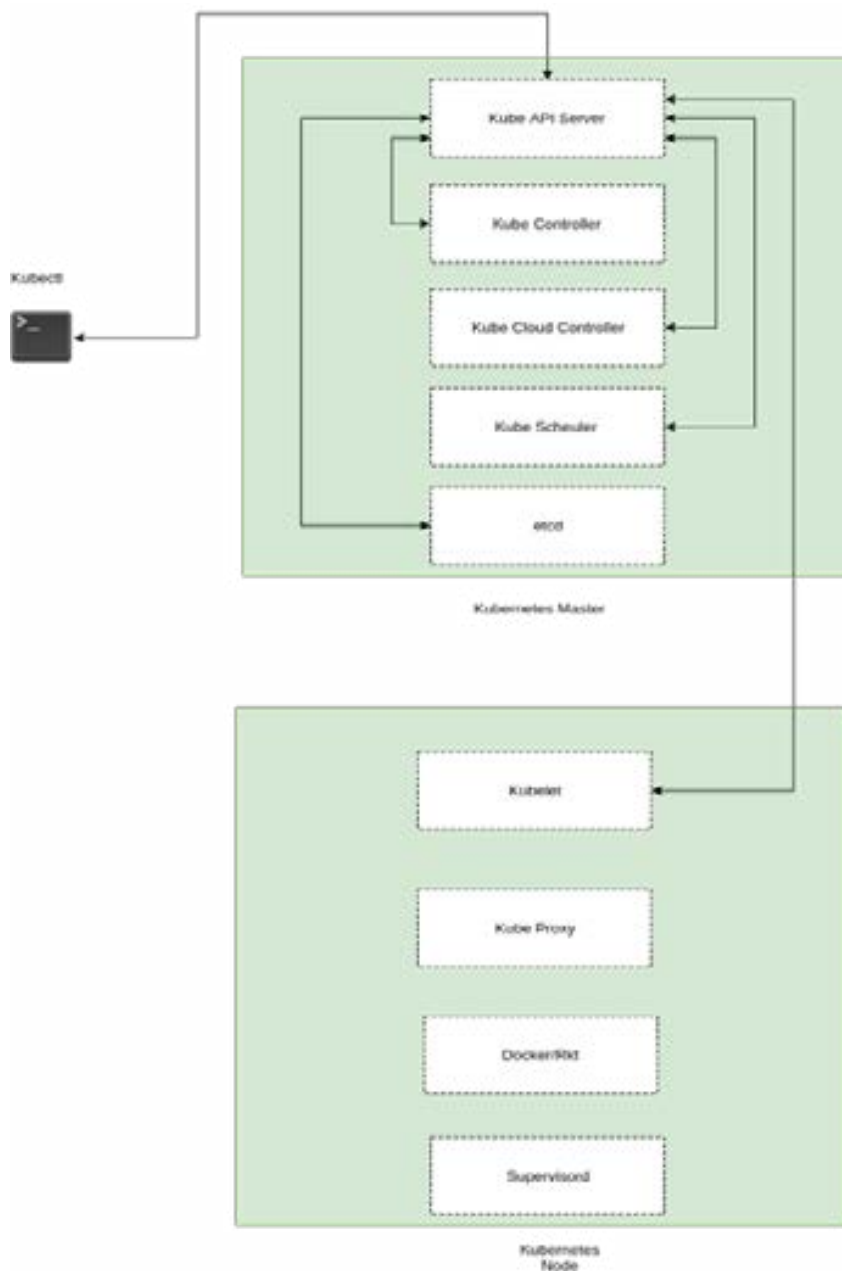 Kube API Server
Kube Controller
Kubectl
>_
Kube Cloud Controller
Kube Scheuler
etcd
Kubernetes Master
Kubelet
Kube Proxy
Docker/Rkt
Supervisord
Kubernetes
Node